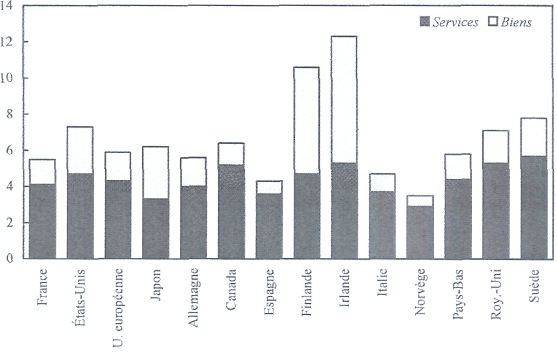 14
12
10
8
6
4
2
0
Services Biens
France
États-Unis
U. européenne
Japon
Allemagne
Canada
Espagne
Finlande
Irlande
Italie
Norvège
Pays-Bas
Roy.-Uni
Suède